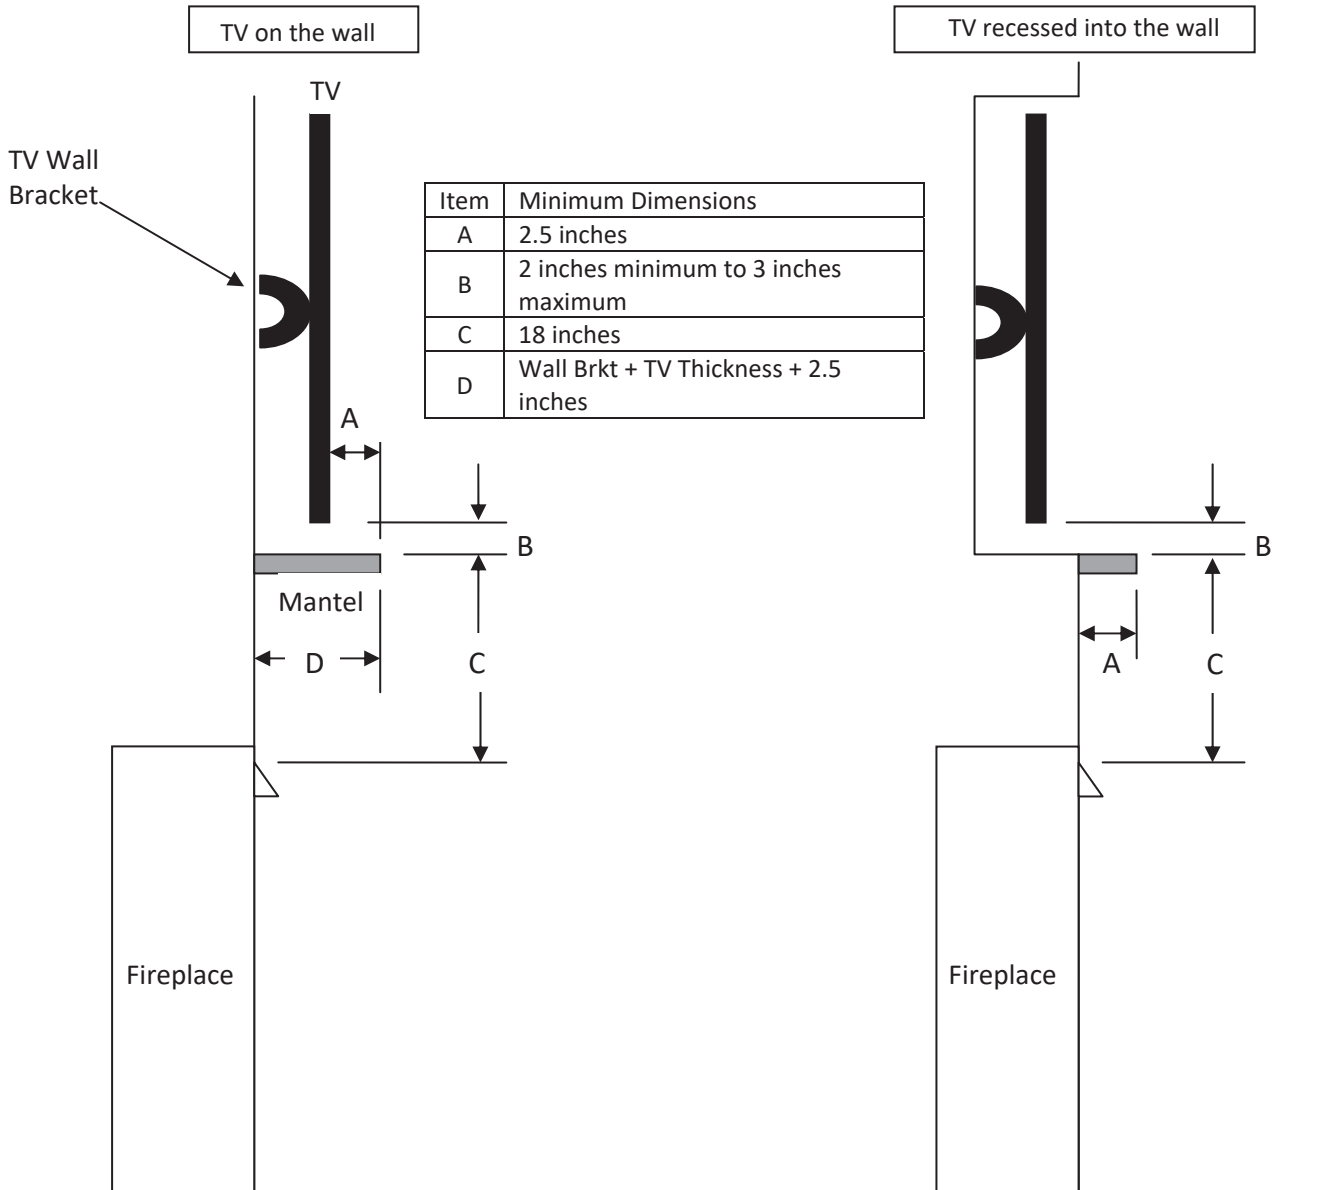 TV on the wall
TV recessed into the wall
TV
TV Wall
Bracket
Item Minimum Dimensions
A 2.5 inches
B 2 inches minimum to 3 inches
maximum
C 18 inches
D Wall Brkt + TV Thickness + 2.5
inches
A
B
B
Mantel
D
C
A
C
Fireplace
Fireplace